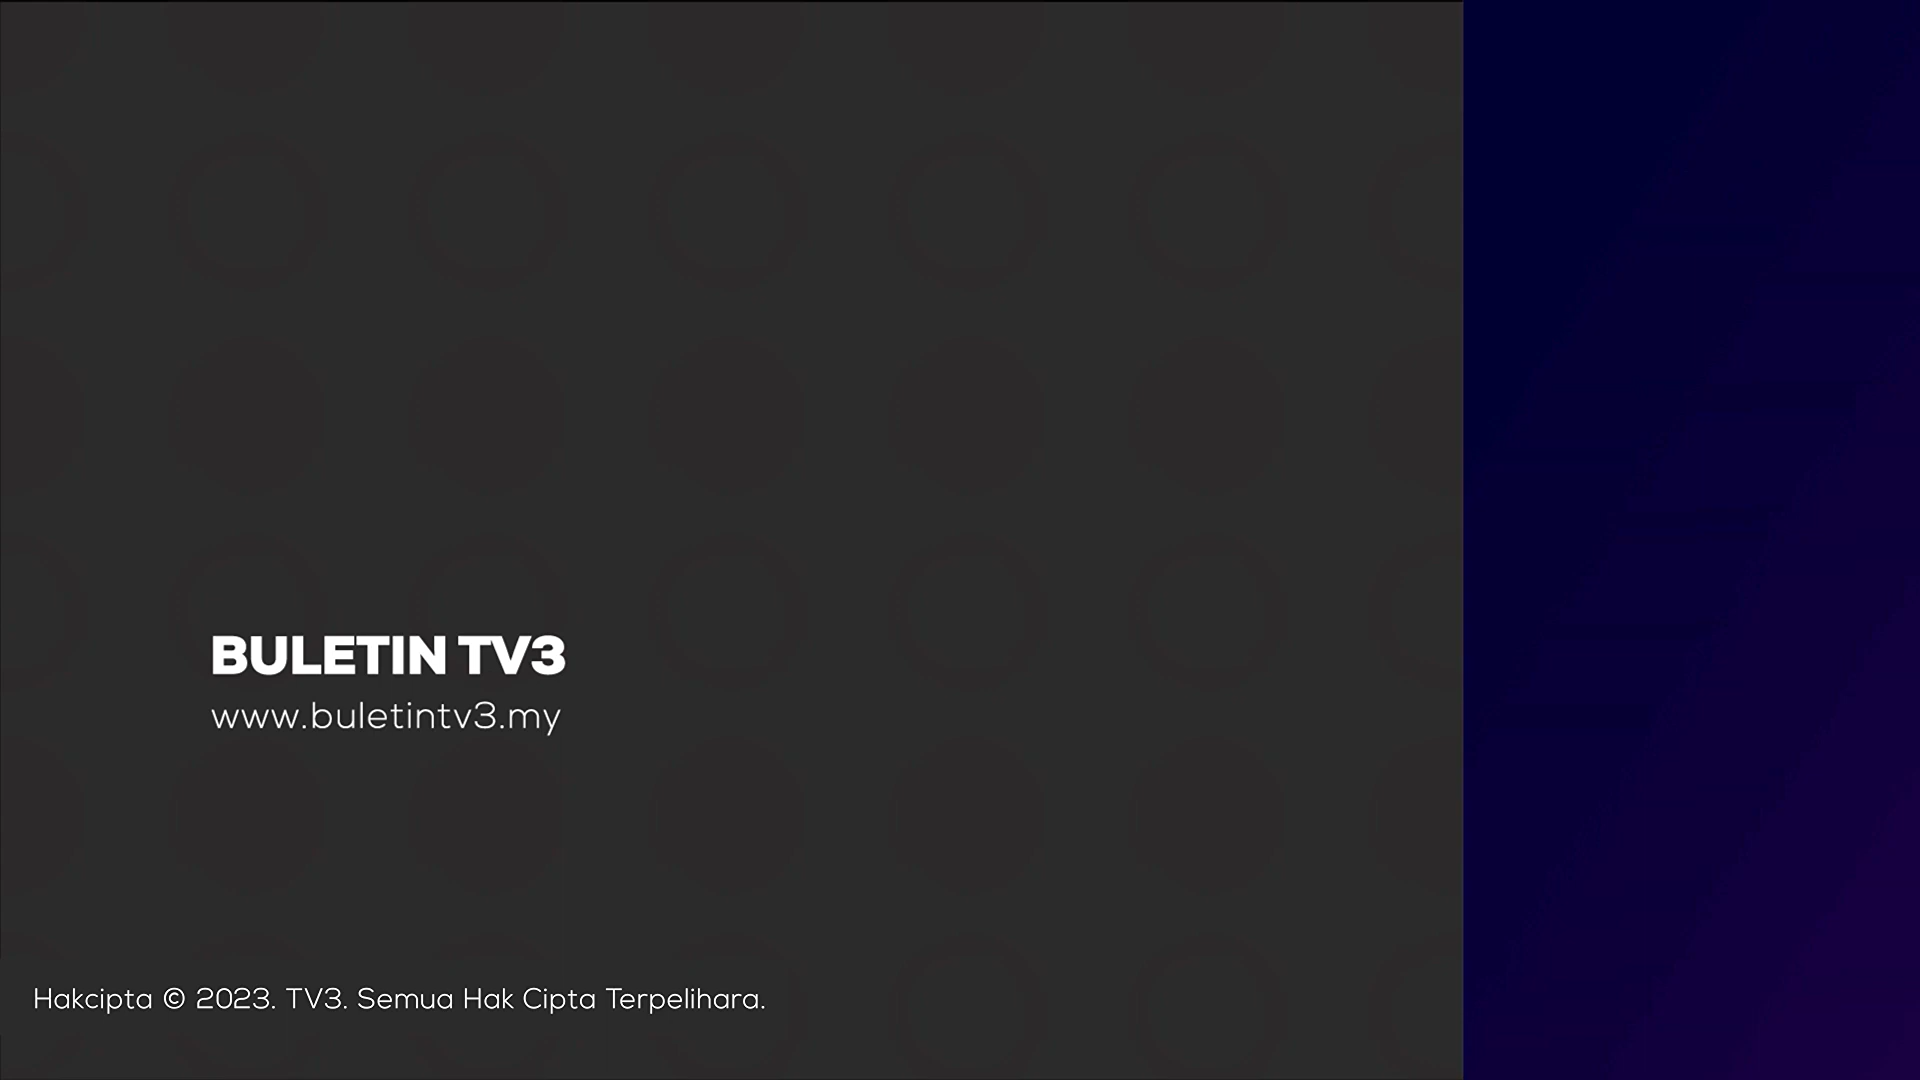 BULETIN TV3
www.buletintv3.my
Hakcipta © 2023. TV3. Semua Hak Cipta Terpelihara.